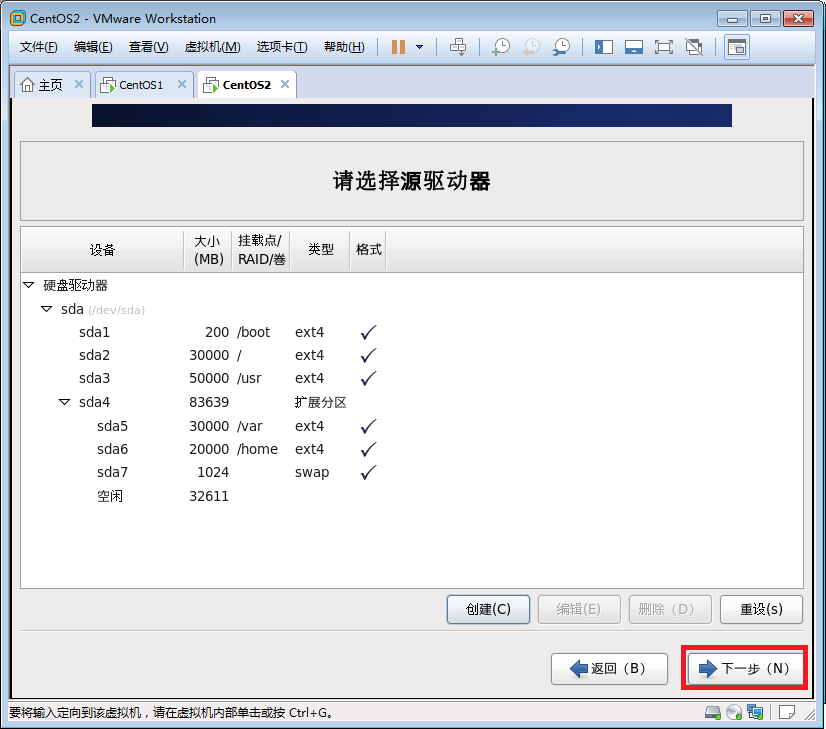 CentOS2 - VMware Workstation
文件(F) 编辑(E) 查看(V) 虚拟机(M) 选项卡(T) 帮助(H)
主页 CentOS1 CentOS2
请选择源驱动器
设备 大小 (MB) 挂载点/ RAID/卷 类型 格式
硬盘驱动器
sda (/dev/sda)
sda1 200 /boot ext4
sda2 30000 / ext4
sda3 50000 /usr ext4
sda4 83639 扩展分区
sda5 30000 /var ext4
sda6 20000 /home ext4
sda7 1024 swap
空闲 32611
创建(C) 编辑(E) 删除（D） 重设(s)
返回（B） 下一步（N）
要将输入定向到该虚拟机，请在虚拟机内部单击或按 Ctrl+G。